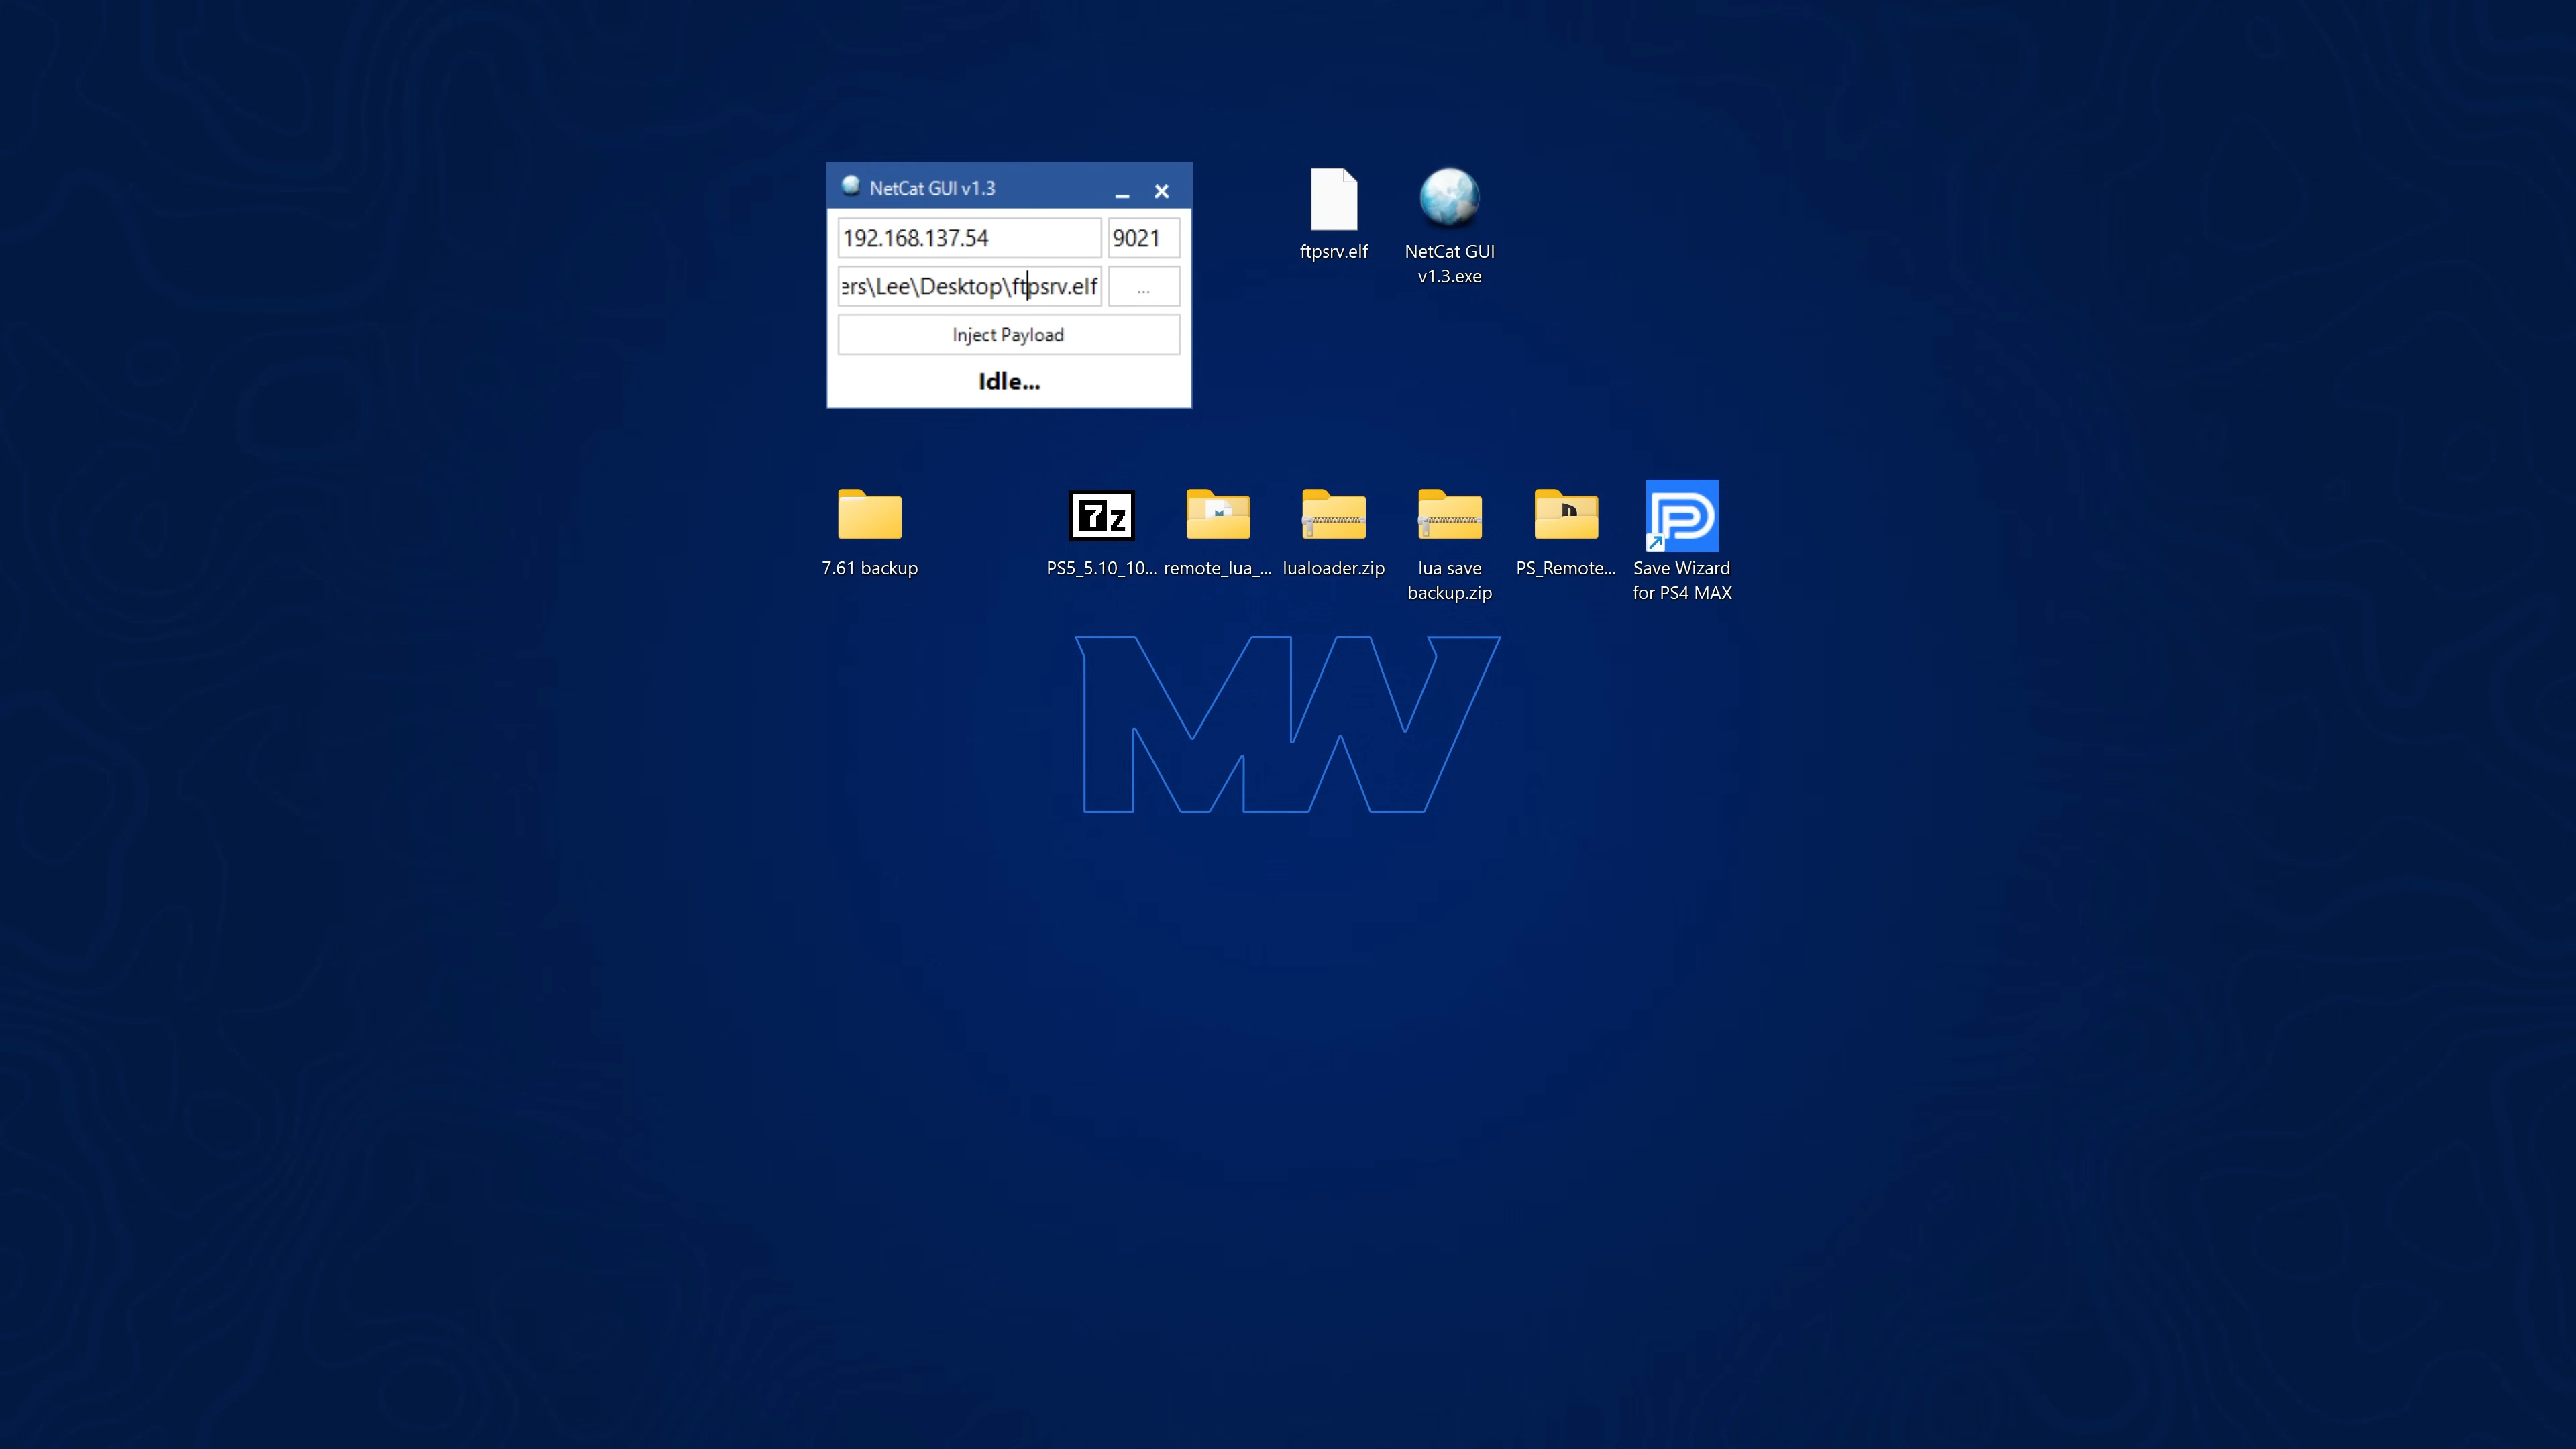 NetCat GUI v1.3
192.168.137.54
9021
ers\Lee\Desktop\ftpsrv.elf
...
Inject Payload
Idle...
ftpsrv.elf
NetCat GUI
v1.3.exe
7.61 backup
7z
PS5_5.10_10...
remote_lua_...
lualoader.zip
lua save
backup.zip
PS_Remote...
Save Wizard
for PS4 MAX
MW